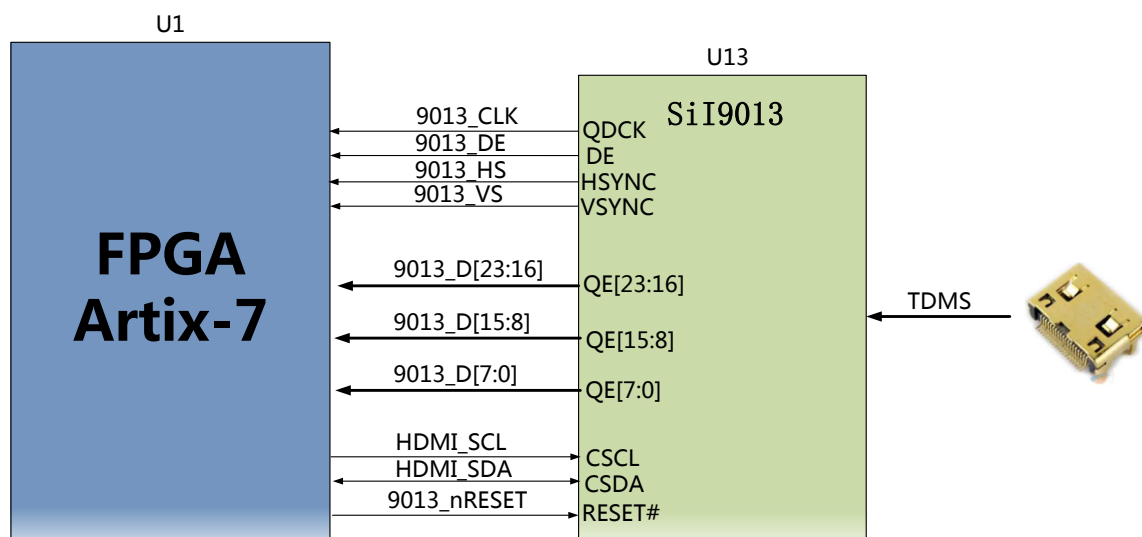 U1
U13
SiI9013
9013_CLK
QDCK
9013_DE
DE
9013_HS
HSYNC
9013_VS
VSYNC
FPGA
Artix-7
9013_D[23:16]
QE[23:16]
TDMS
9013_D[15:8]
QE[15:8]
9013_D[7:0]
QE[7:0]
HDMI_SCL
CSCL
HDMI_SDA
CSDA
9013_nRESET
RESET#